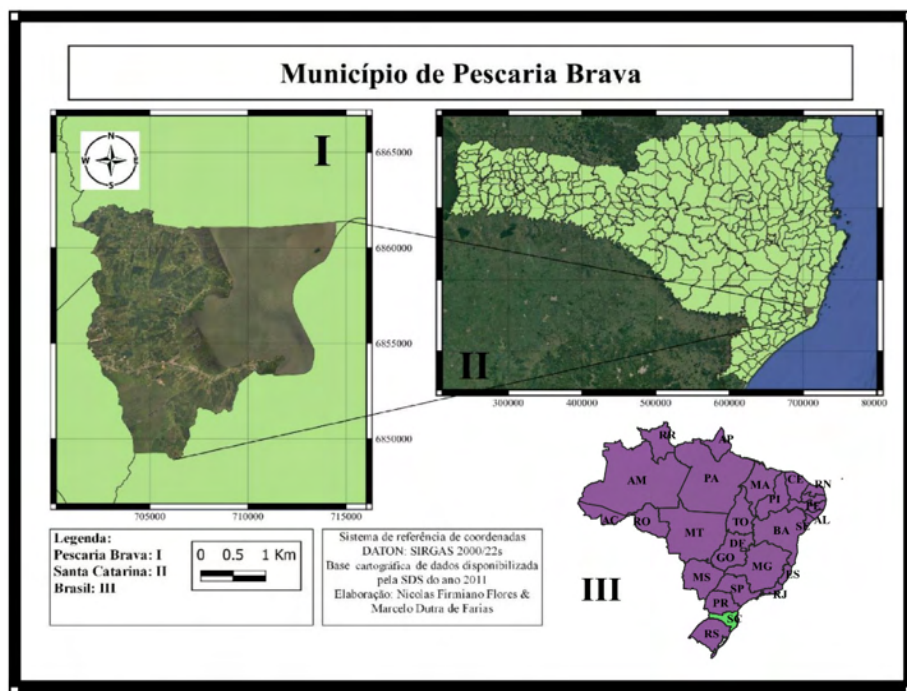 Município de Pescaria Brava
I
N
W E
S
6865000
6860000
6855000
6850000
705000 710000 715000
II
300000 400000 500000 600000 700000 80000
Legenda:
Pescaria Brava: I
Santa Catarina: II
Brasil: III
0 0.5 1 Km
Sistema de referência de coordenadas
DATON: SIRGAS 2000/22s
Base cartográfica de dados disponibilizada
pela SDS do ano 2011
Elaboração: Nicolas Firmiano Flores &
Marcelo Dutra de Farias
III
RR AP
AM PA MA CE RN
PI
PE
AC RO TO BA SE AL
MT
DF
GO MG
MS ES
SP RJ
PR
SC
RS